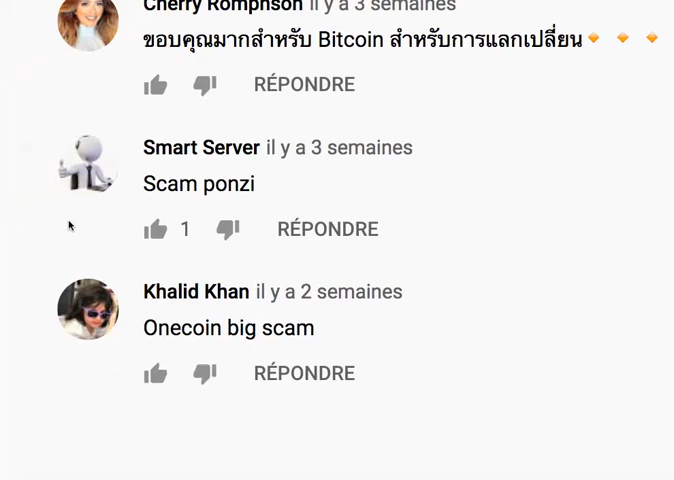 Cherry Rompnson il y a 3 semaines
ขอบคุณมากสำหรับ Bitcoin สำหรับการแลกเปลี่ยน🔸 🔸 🔸
RÉPONDRE
Smart Server il y a 3 semaines
Scam ponzi
1 RÉPONDRE
Khalid Khan il y a 2 semaines
Onecoin big scam
RÉPONDRE